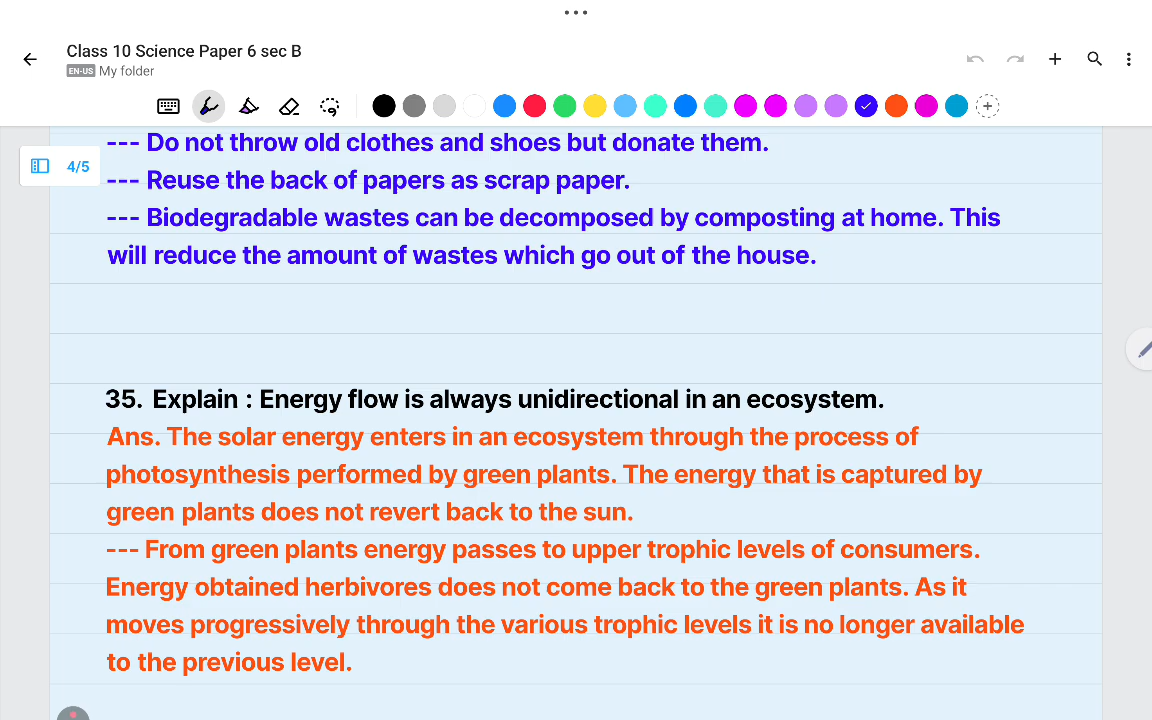 Class 10 Science Paper 6 sec B
EN-US My folder
4/5
--- Do not throw old clothes and shoes but donate them.
--- Reuse the back of papers as scrap paper.
--- Biodegradable wastes can be decomposed by composting at home. This
will reduce the amount of wastes which go out of the house.
35. Explain : Energy flow is always unidirectional in an ecosystem.
Ans. The solar energy enters in an ecosystem through the process of
photosynthesis performed by green plants. The energy that is captured by
green plants does not revert back to the sun.
--- From green plants energy passes to upper trophic levels of consumers.
Energy obtained herbivores does not come back to the green plants. As it
moves progressively through the various trophic levels it is no longer available
to the previous level.